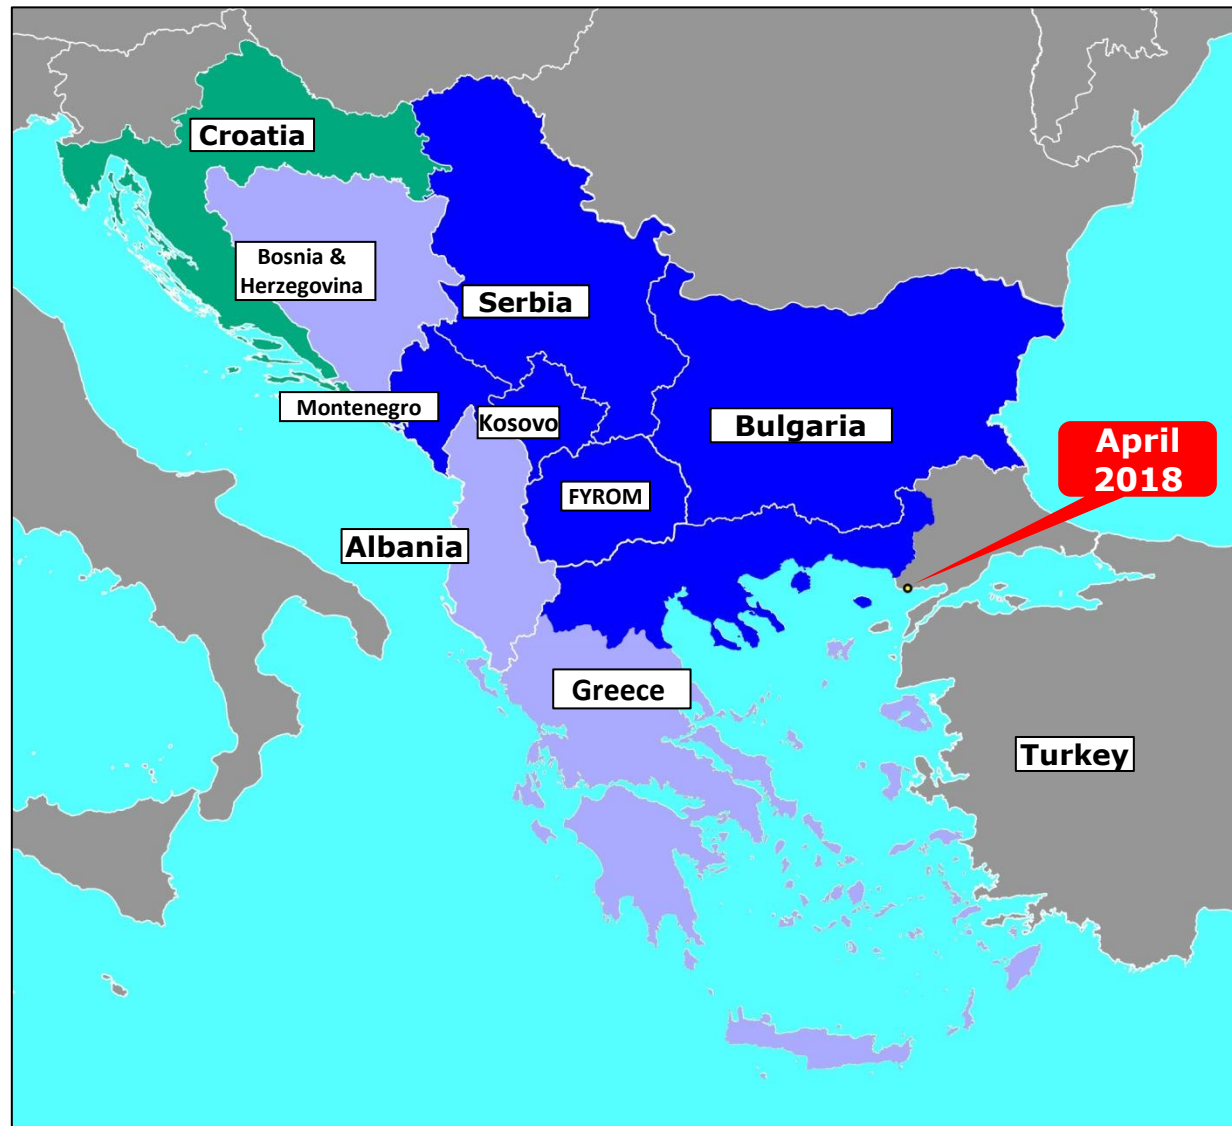 Croatia
Bosnia &
Herzegovina
Serbia
Montenegro
Kosovo
Bulgaria
April
2018
FYROM
Albania
Greece
Turkey